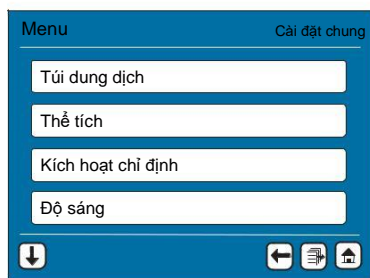 Menu Cài đặt chung
Túi dung dịch
Thể tích
Kích hoạt chỉ định
Độ sáng